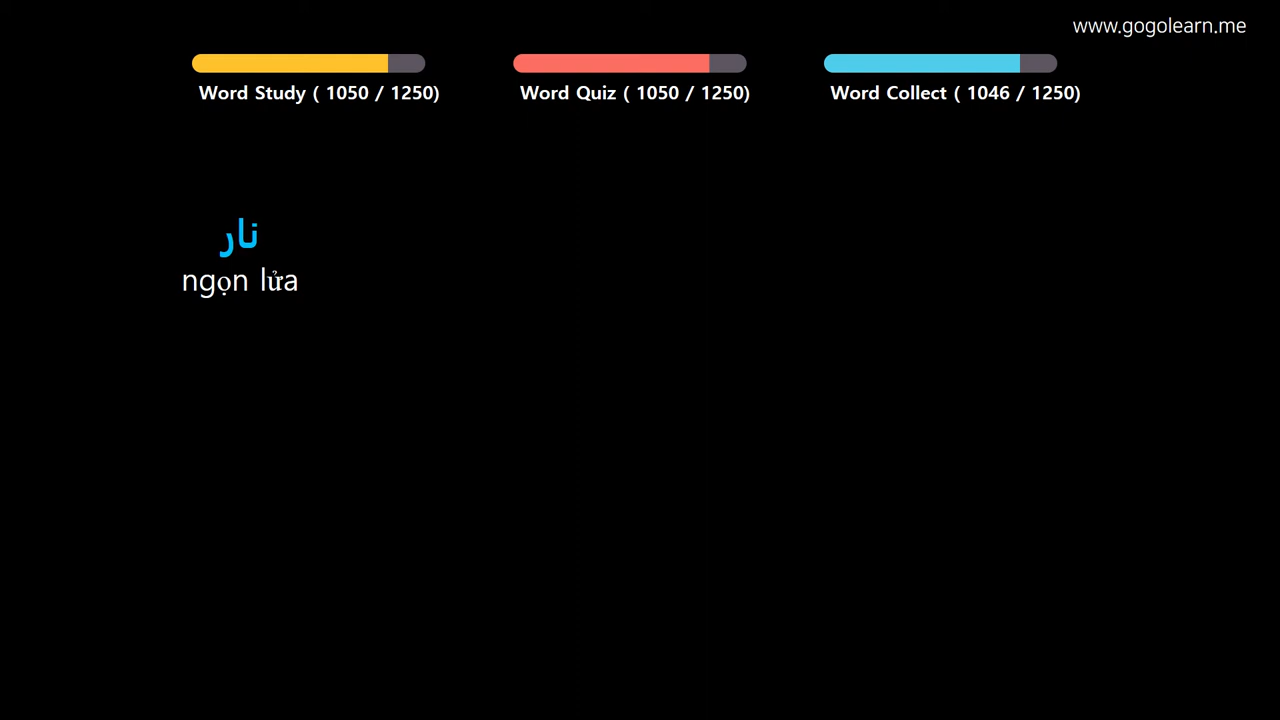 www.gogolearn.me
Word Study ( 1050 / 1250)
Word Quiz ( 1050 / 1250)
Word Collect ( 1046 / 1250)
نار
ngọn lửa